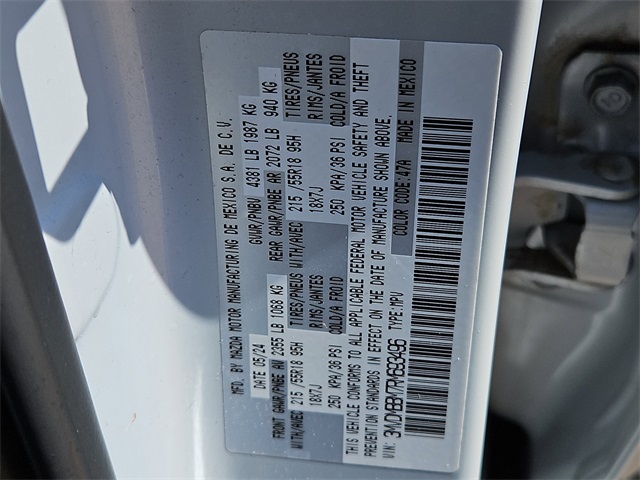 MFD. BY MAZDA MOTOR MANUFACTURING DE MEXICO S.A. DE C.V.
DATE 05/24 GVWR/PNBV 4381 LB 1987 KG
FRONT GAWR/PNBE AV 2355 LB 1068 KG REAR GAWR/PNBE AR 2072 LB 940 KG
WITH/AVEC 215/55R18 95H TIRES/PNEUS WITH/AVEC 215/55R18 95H TIRES/PNEUS
18X7J RIMS/JANTES 18X7J RIMS/JANTES
250 KPA/36 PSI COLD/A FROID 250 KPA/36 PSI COLD/A FROID
THIS VEHICLE CONFORMS TO ALL APPLICABLE FEDERAL MOTOR VEHICLE SAFETY AND THEFT
PREVENTION STANDARDS IN EFFECT ON THE DATE OF MANUFACTURE SHOWN ABOVE.
VIN: 3MVDMBBM7RM693496 TYPE: MPV COLOR CODE: 47A MADE IN MEXICO